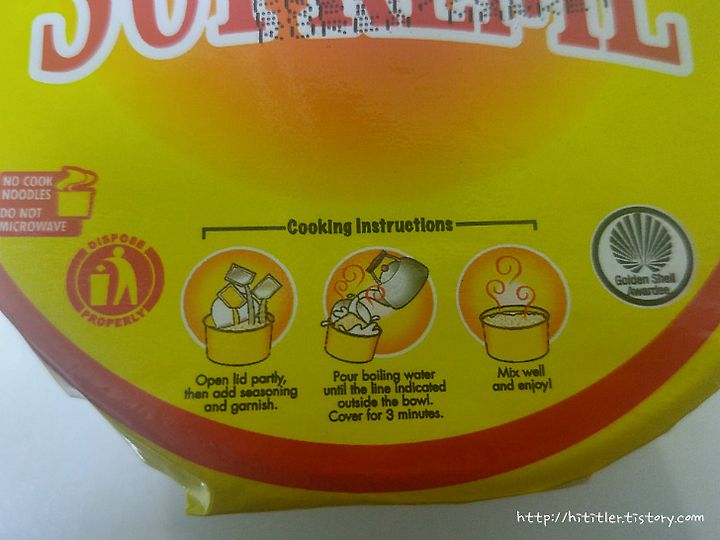 NO COOK
NOODLES
DO NOT
MICROWAVE
DISPOSE
PROPERLY
Cooking Instructions
Open lid partly,
then add seasoning
and garnish.
Pour boiling water
until the line indicated
outside the bowl.
Cover for 3 minutes.
Mix well
and enjoy!
Golden Shell
Awardee
http://hititler.tistory.com